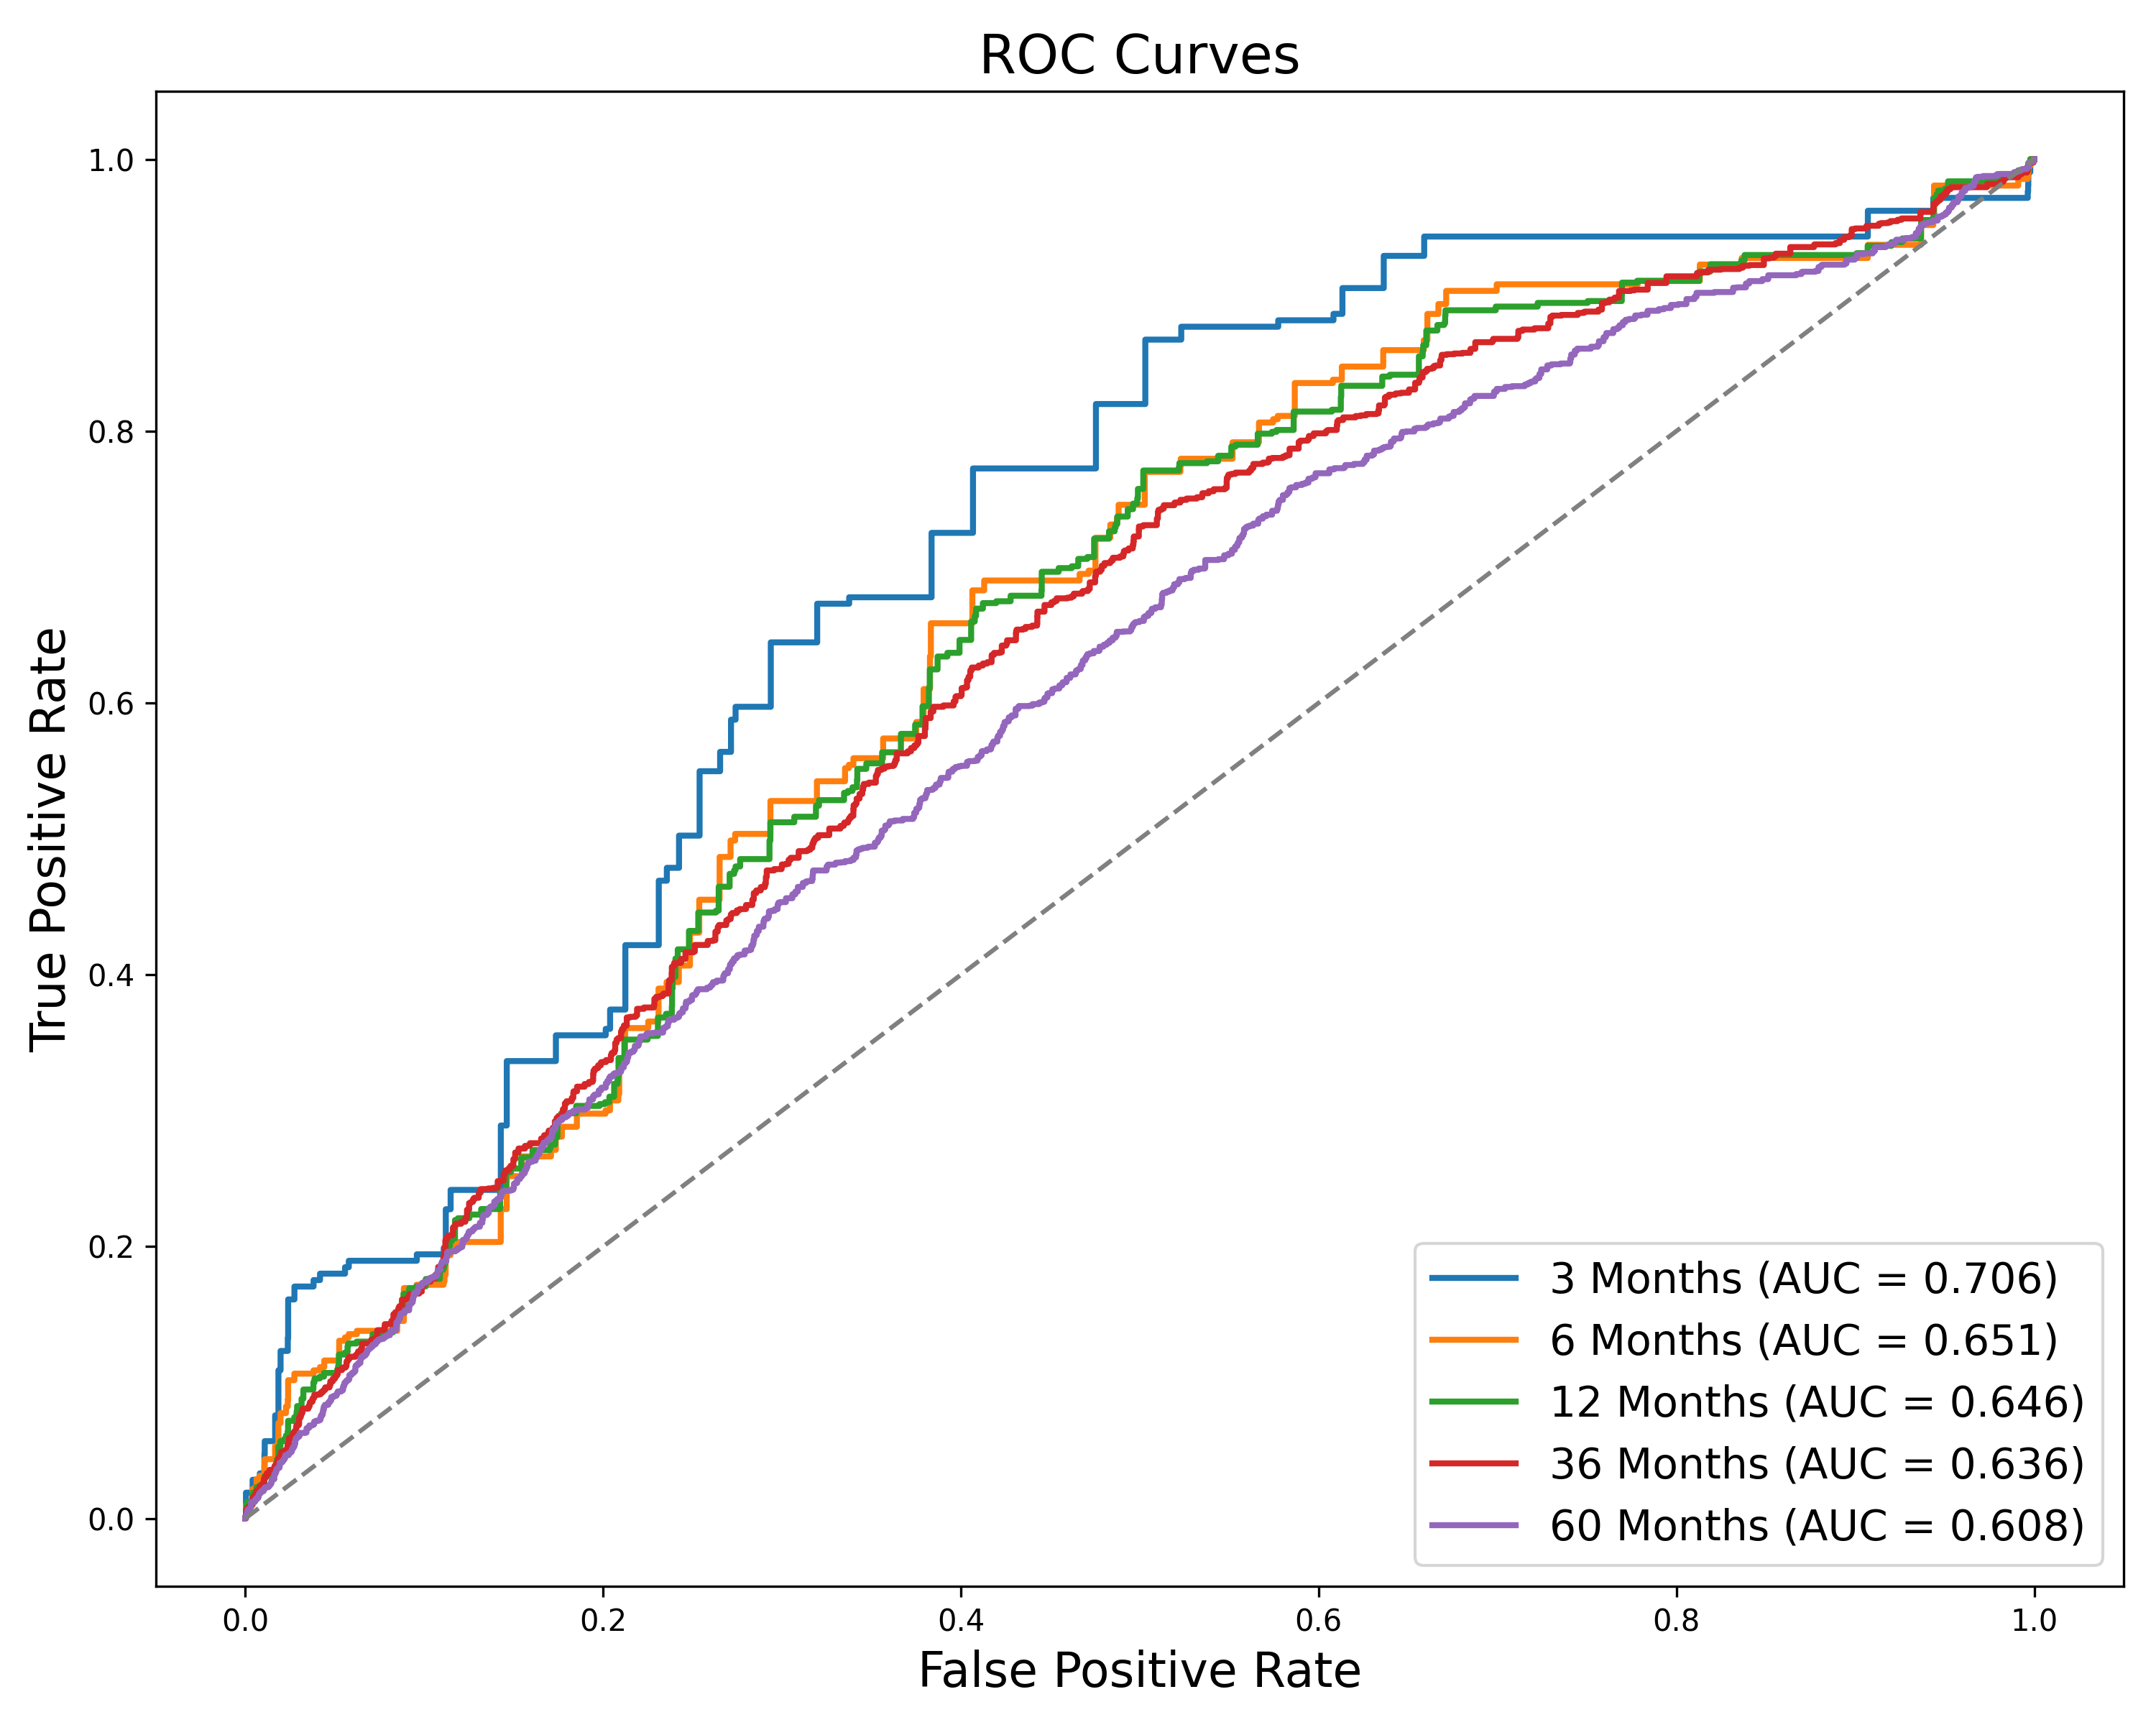 ROC Curves
True Positive Rate
1.0
0.8
0.6
0.4
0.2
0.0
0.0 0.2 0.4 0.6 0.8 1.0
False Positive Rate
3 Months (AUC = 0.706)
6 Months (AUC = 0.651)
12 Months (AUC = 0.646)
36 Months (AUC = 0.636)
60 Months (AUC = 0.608)